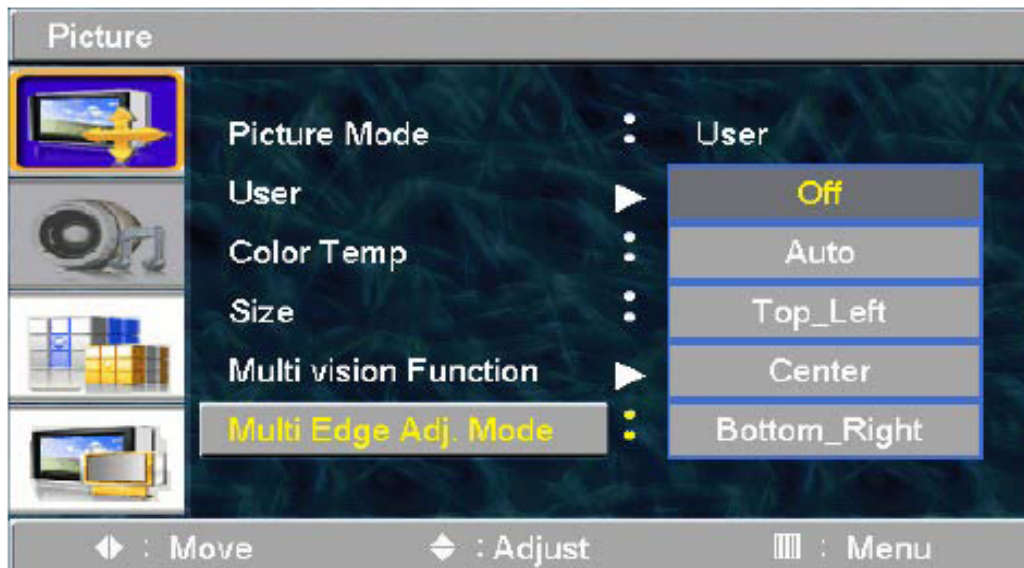 Picture
Picture Mode : User
User ▶ Off
Color Temp : Auto
Size : Top_Left
Multi vision Function ▶ Center
Multi Edge Adj. Mode : Bottom_Right
: Move : Adjust : Menu